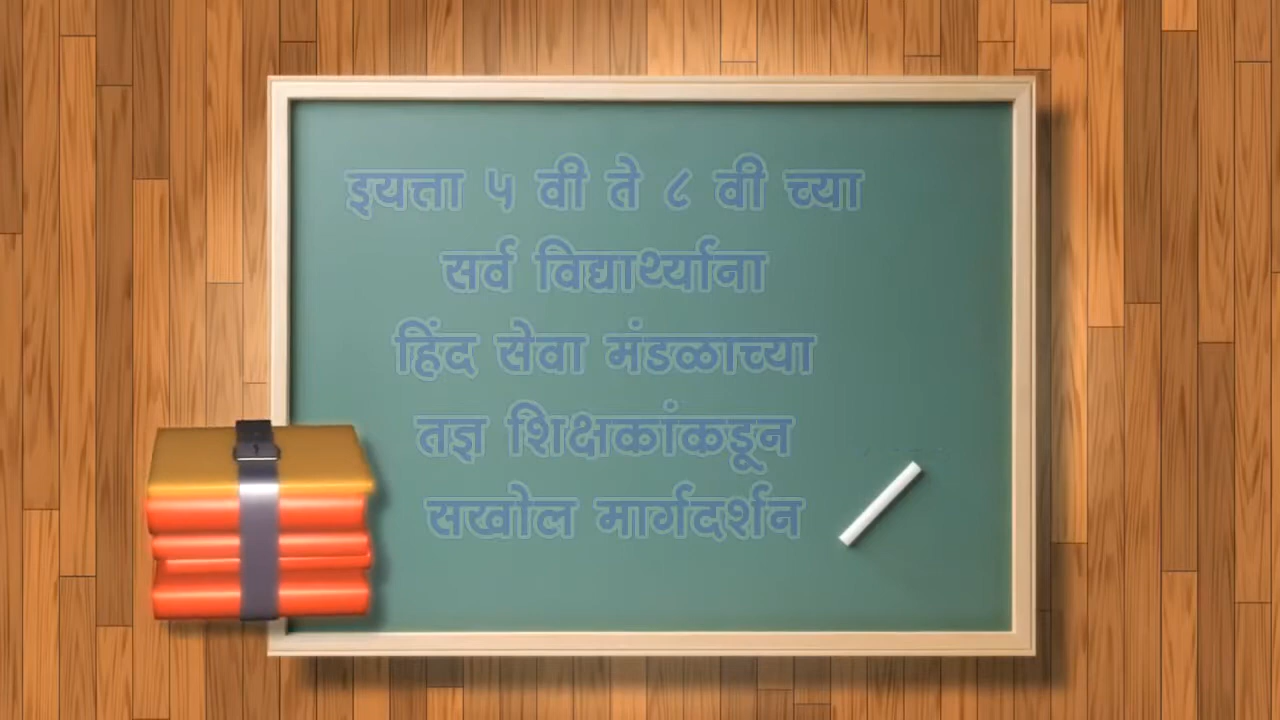 इयत्ता ५ वी ते ८ वी च्या
सर्व विद्यार्थ्याना
हिंद सेवा मंडळाच्या
तज्ञ शिक्षकांकडून
सखोल मार्गदर्शन